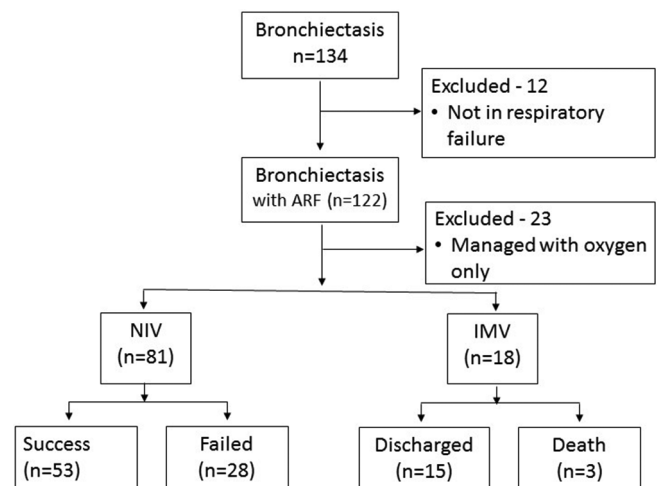 Bronchiectasis
n=134
Excluded - 12
• Not in respiratory
failure
Bronchiectasis
with ARF (n=122)
Excluded - 23
• Managed with oxygen
only
NIV
(n=81)
IMV
(n=18)
Success
(n=53)
Failed
(n=28)
Discharged
(n=15)
Death
(n=3)